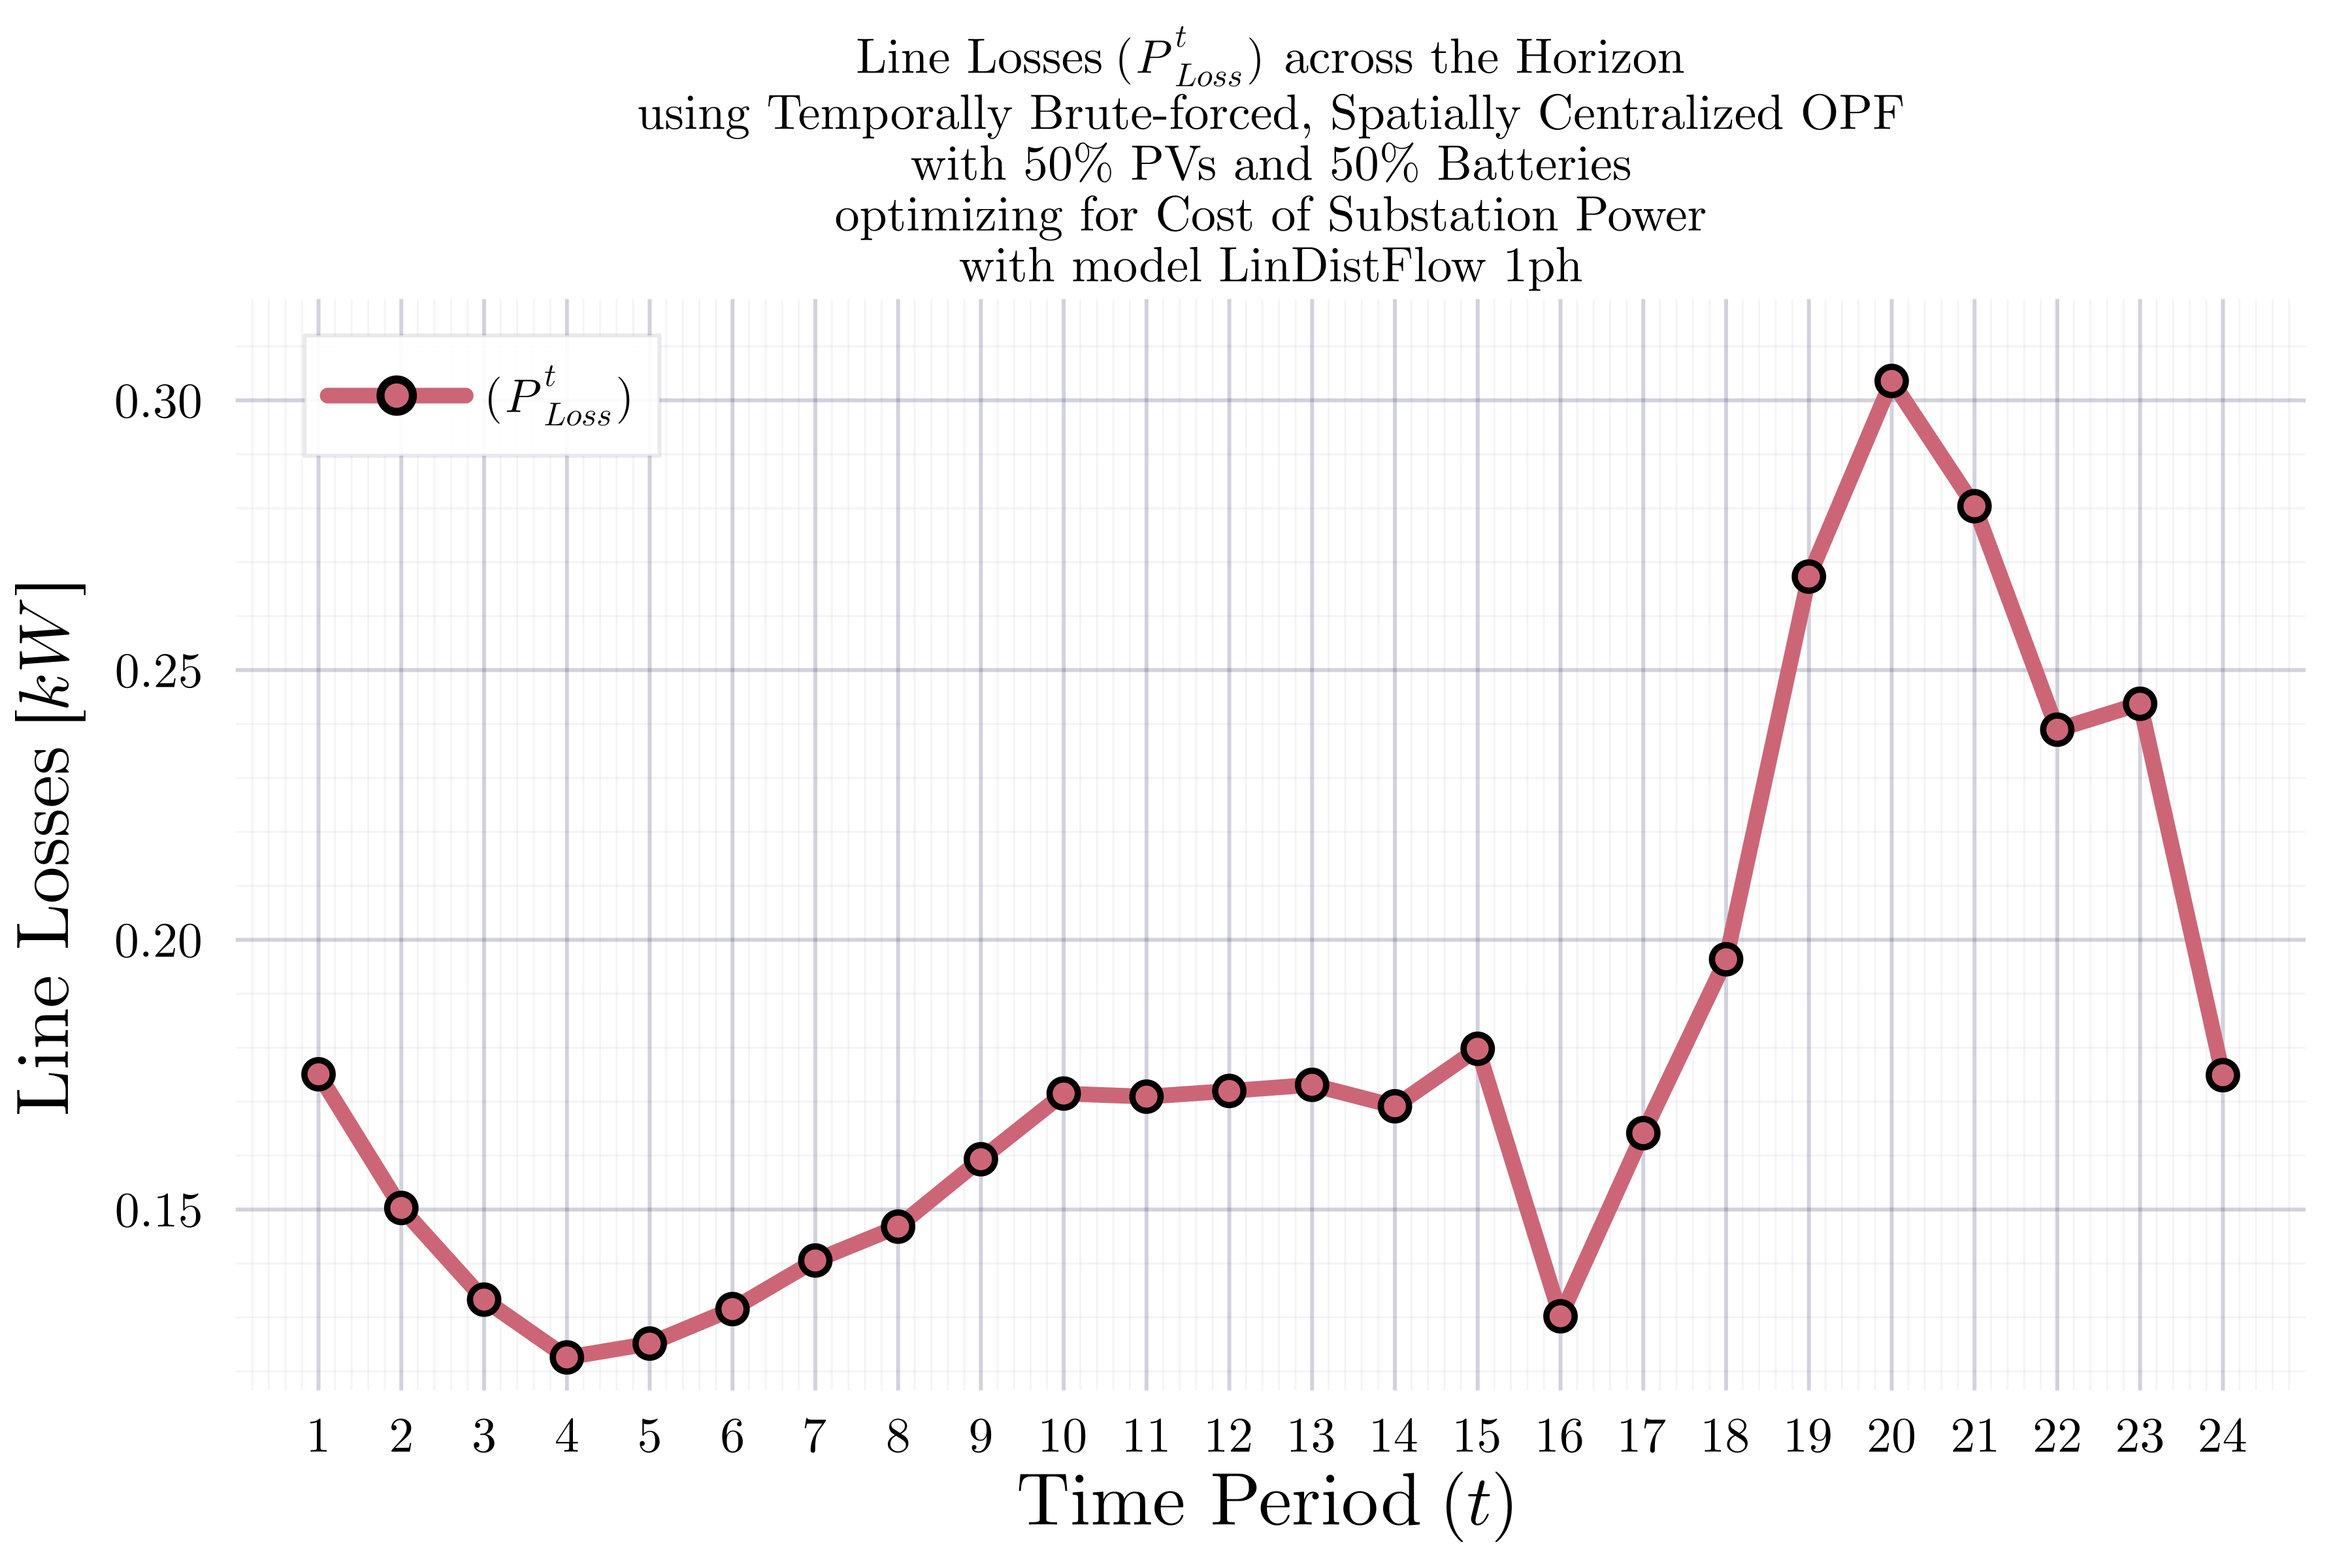 Line Losses (P^t_Loss) across the Horizon
using Temporally Brute-forced, Spatially Centralized OPF
with 50% PVs and 50% Batteries
optimizing for Cost of Substation Power
with model LinDistFlow 1ph
(P^t_Loss)
0.30
0.25
0.20
0.15
Line Losses [kW]
1 2 3 4 5 6 7 8 9 10 11 12 13 14 15 16 17 18 19 20 21 22 23 24
Time Period (t)